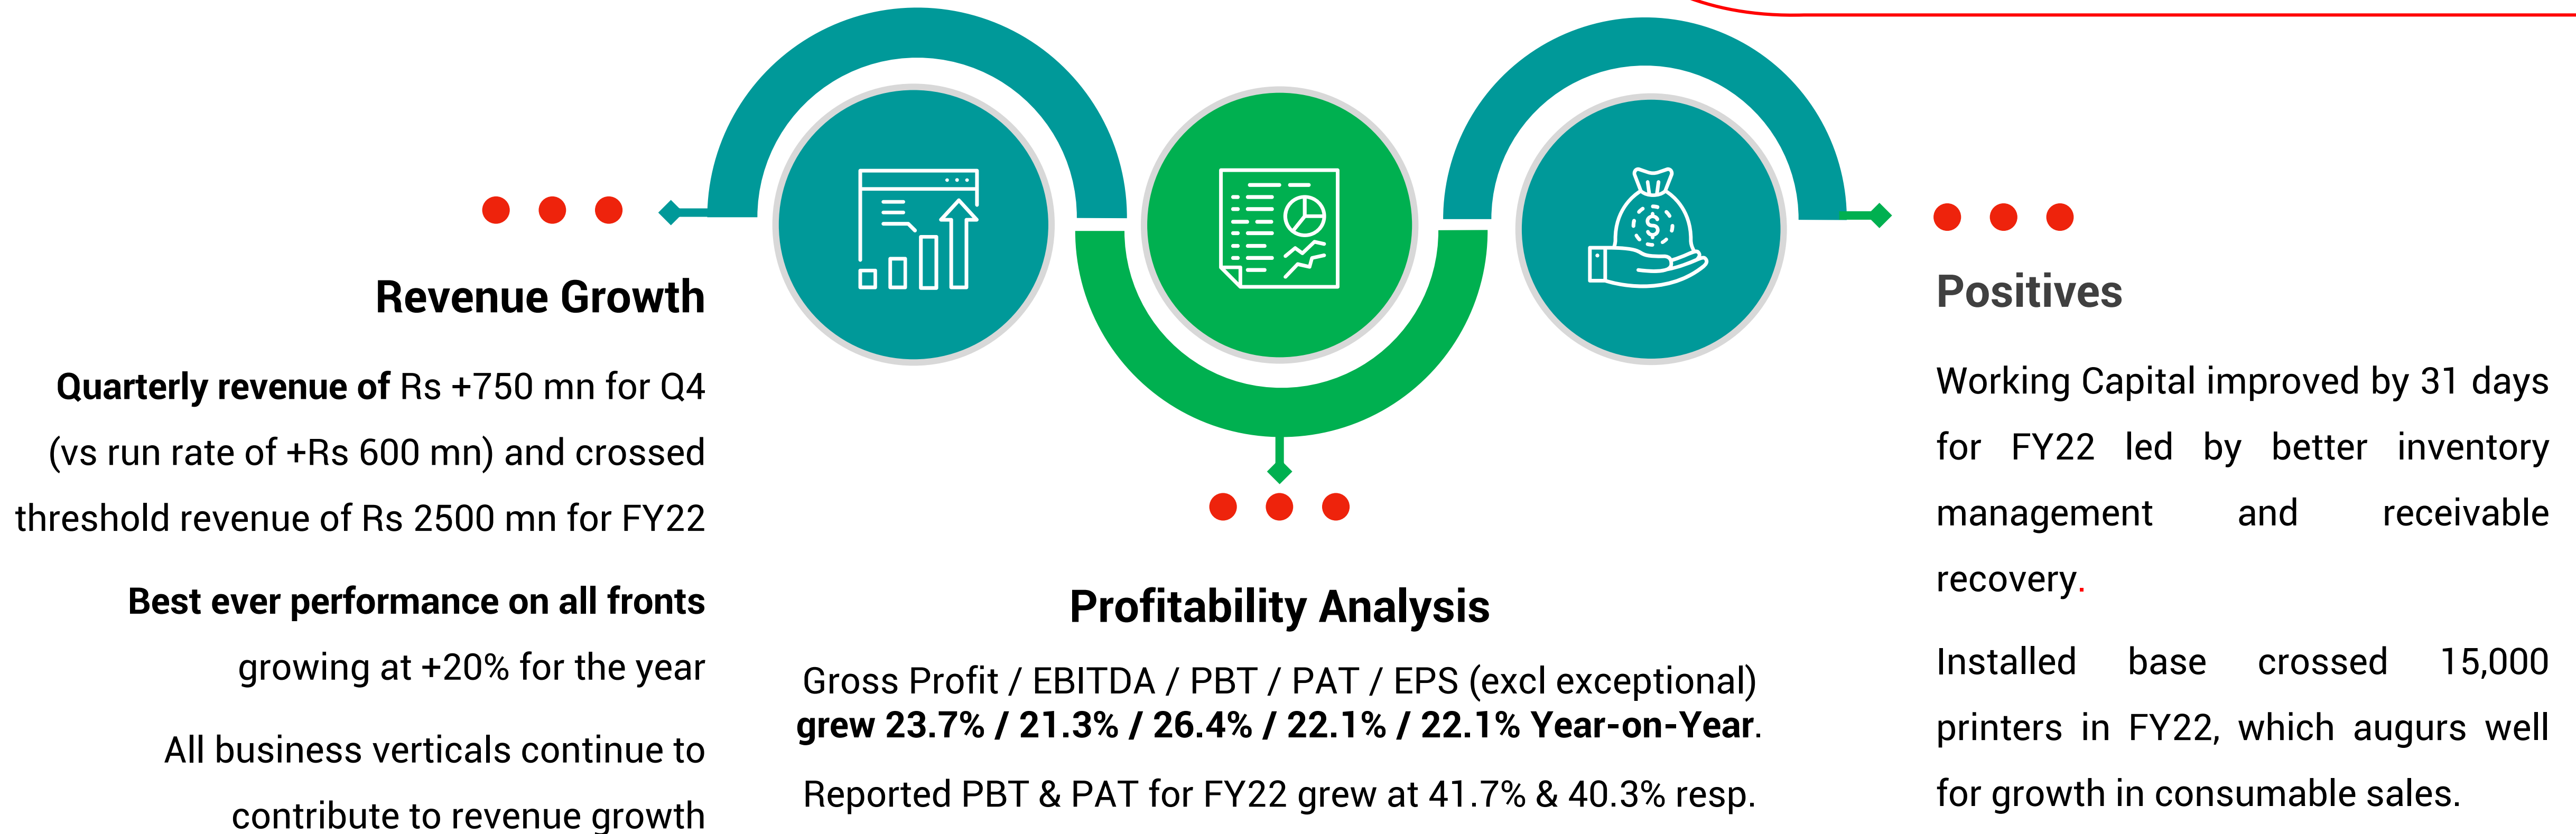 Revenue Growth
Quarterly revenue of Rs +750 mn for Q4
(vs run rate of +Rs 600 mn) and crossed
threshold revenue of Rs 2500 mn for FY22
Best ever performance on all fronts
growing at +20% for the year
All business verticals continue to
contribute to revenue growth
$
Profitability Analysis
Gross Profit / EBITDA / PBT / PAT / EPS (excl exceptional)
grew 23.7% / 21.3% / 26.4% / 22.1% / 22.1% Year-on-Year.
Reported PBT & PAT for FY22 grew at 41.7% & 40.3% resp.
Positives
Working Capital improved by 31 days
for FY22 led by better inventory
management and receivable
recovery.
Installed base crossed 15,000
printers in FY22, which augurs well
for growth in consumable sales.